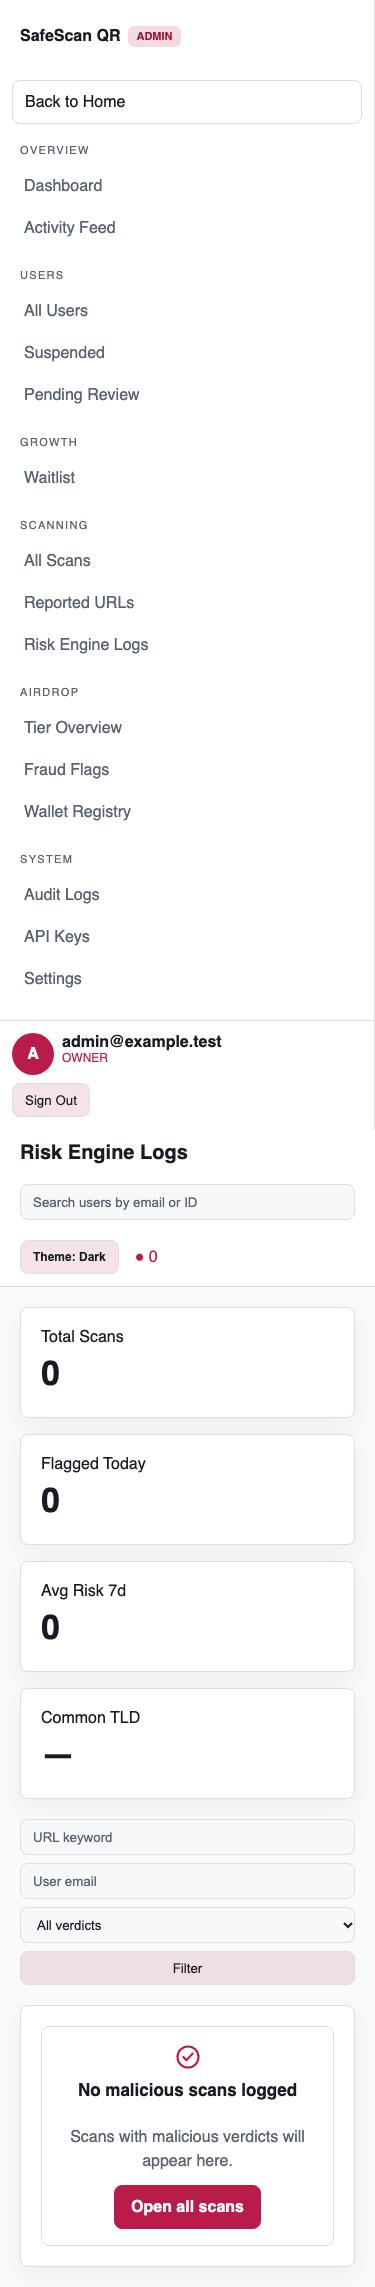 SafeScan QR ADMIN
Back to Home
OVERVIEW
Dashboard
Activity Feed
USERS
All Users
Suspended
Pending Review
GROWTH
Waitlist
SCANNING
All Scans
Reported URLs
Risk Engine Logs
AIRDROP
Tier Overview
Fraud Flags
Wallet Registry
SYSTEM
Audit Logs
API Keys
Settings
A admin@example.test
OWNER
Sign Out
Risk Engine Logs
Search users by email or ID
Theme: Dark ● 0
Total Scans
0
Flagged Today
0
Avg Risk 7d
0
Common TLD
—
URL keyword
User email
All verdicts
Filter
No malicious scans logged
Scans with malicious verdicts will
appear here.
Open all scans